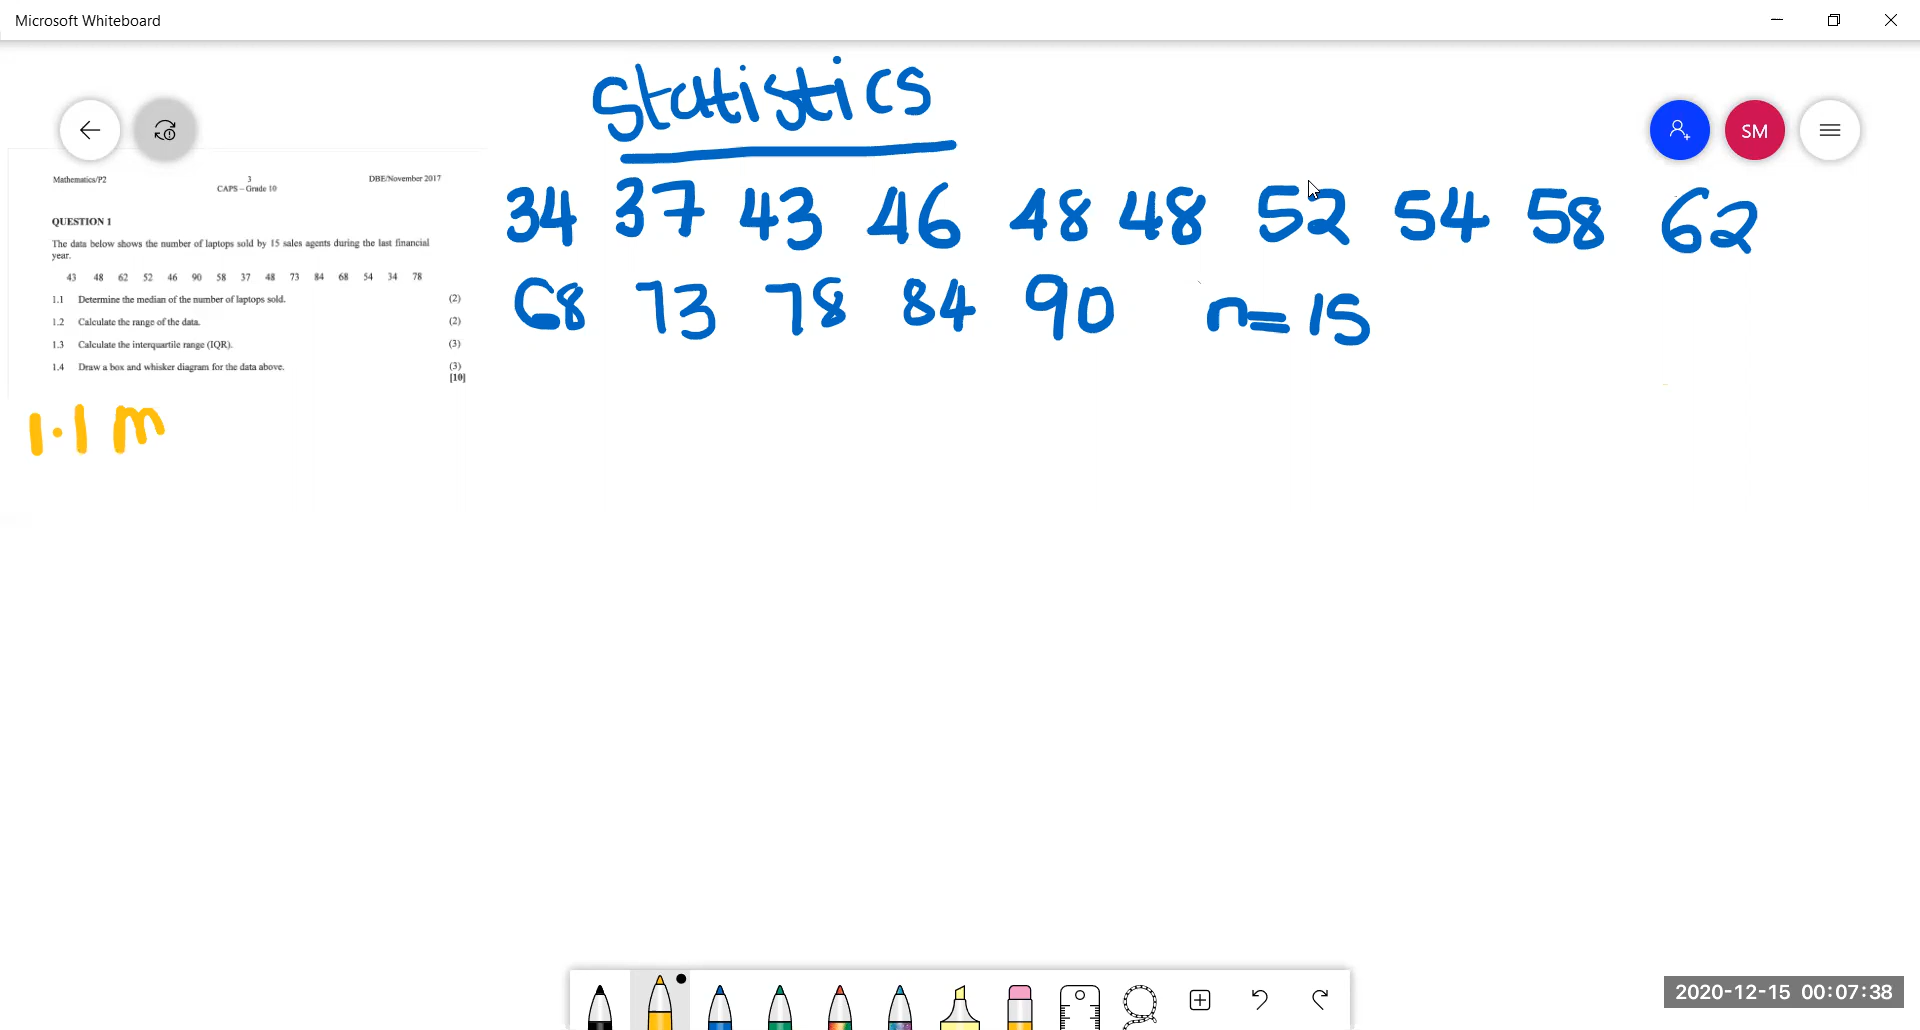 Microsoft Whiteboard
Statistics
SM
Mathematics/P2 3 DBE/November 2017
CAPS – Grade 10
QUESTION 1
The data below shows the number of laptops sold by 15 sales agents during the last financial
year.
43 48 62 52 46 90 58 37 48 73 84 68 54 34 78
1.1 Determine the median of the number of laptops sold. (2)
1.2 Calculate the range of the data. (2)
1.3 Calculate the interquartile range (IQR). (3)
1.4 Draw a box and whisker diagram for the data above. (3)
[10]
34 37 43 46 48 48 52 54 58 62
68 73 78 84 90 n=15
1.1 m
2020-12-15 00:07:38